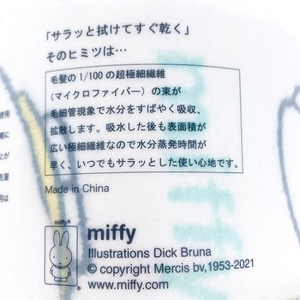 「サラッと拭けてすぐ乾く」
そのヒミツは…
毛髪の1/100の超極細繊維
(マイクロファイバー)の束が
毛細管現象で水分をすばやく吸収、
拡散します。吸水した後も表面積が
広い極細繊維なので水分蒸発時間が
早く、いつでもサラッとした使い心地です。
Made in China
miffy
miffy
Illustrations Dick Bruna
© copyright Mercis bv,1953-2021
www.miffy.com